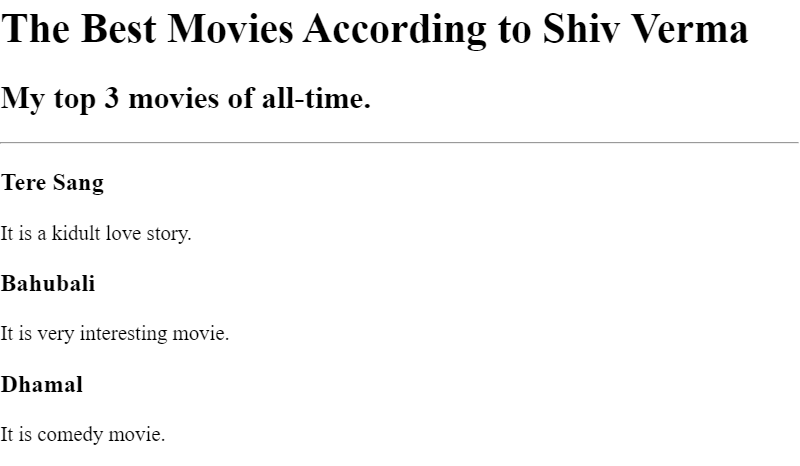 The Best Movies According to Shiv Verma
My top 3 movies of all-time.
Tere Sang
It is a kidult love story.
Bahubali
It is very interesting movie.
Dhamal
It is comedy movie.